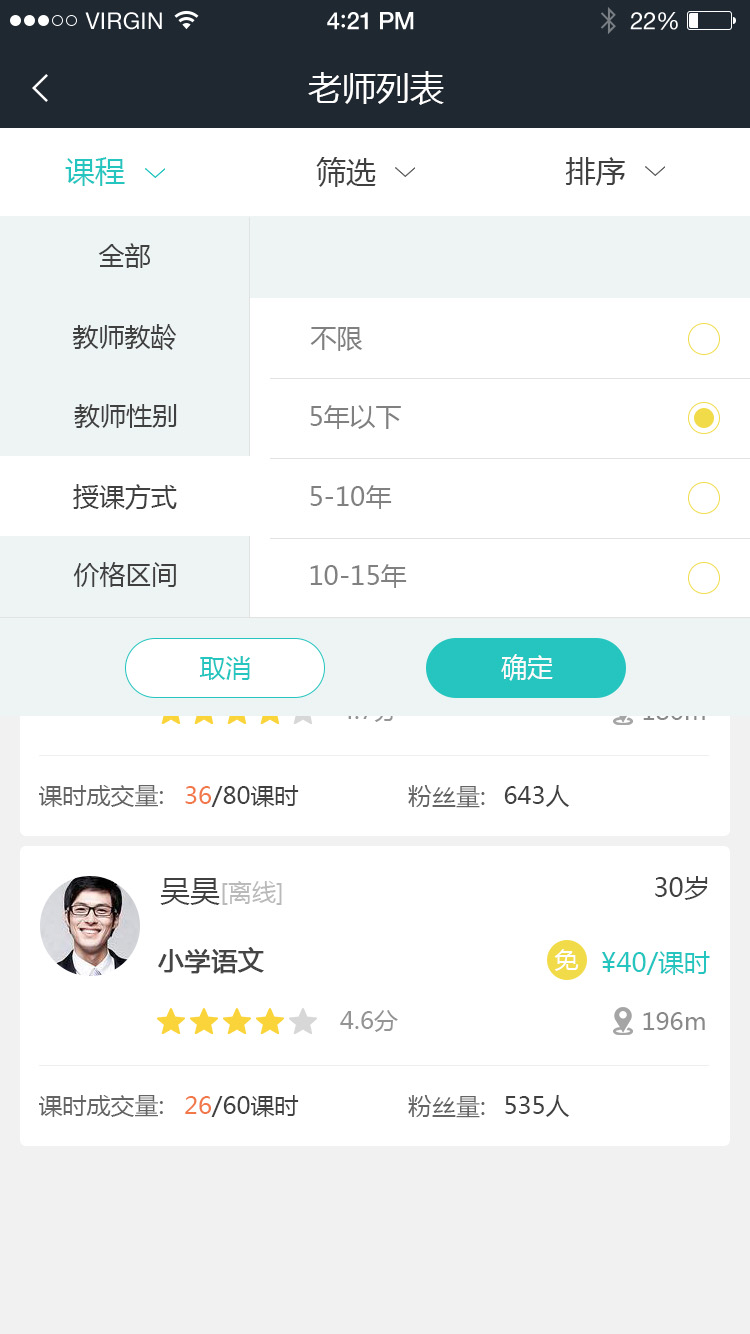 VIRGIN 4:21 PM 22%
老师列表
课程 筛选 排序
全部
教师教龄 不限
教师性别 5年以下
授课方式 5-10年
价格区间 10-15年
取消 确定
课时成交量: 36/80课时 粉丝量: 643人
吴昊[离线] 30岁
小学语文 免 ¥40/课时
4.6分 196m
课时成交量: 26/60课时 粉丝量: 535人